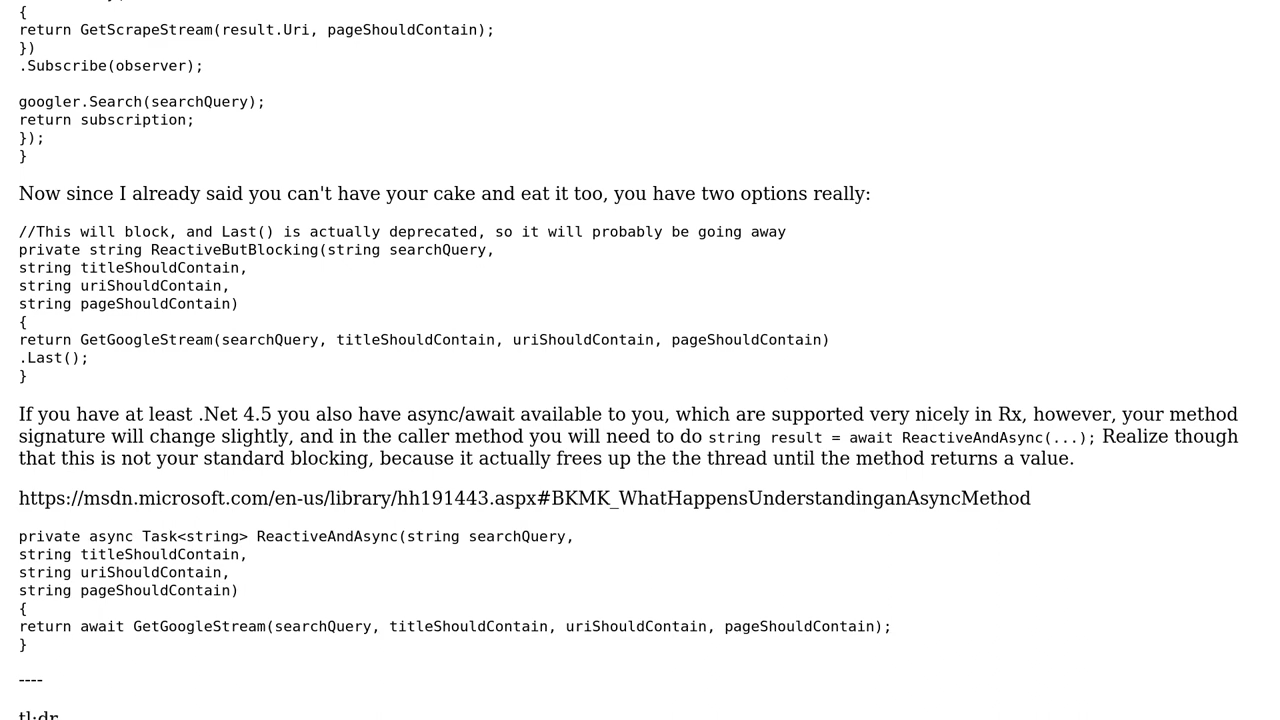 {
return GetScrapeStream(result.Uri, pageShouldContain);
})
.Subscribe(observer);
googler.Search(searchQuery);
return subscription;
});
}
Now since I already said you can't have your cake and eat it too, you have two options really:
//This will block, and Last() is actually deprecated, so it will probably be going away
private string ReactiveButBlocking(string searchQuery,
string titleShouldContain,
string uriShouldContain,
string pageShouldContain)
{
return GetGoogleStream(searchQuery, titleShouldContain, uriShouldContain, pageShouldContain)
.Last();
}
If you have at least .Net 4.5 you also have async/await available to you, which are supported very nicely in Rx, however, your method
signature will change slightly, and in the caller method you will need to do string result = await ReactiveAndAsync(...); Realize though
that this is not your standard blocking, because it actually frees up the the thread until the method returns a value.
https://msdn.microsoft.com/en-us/library/hh191443.aspx#BKMK_WhatHappensUnderstandinganAsyncMethod
private async Task<string> ReactiveAndAsync(string searchQuery,
string titleShouldContain,
string uriShouldContain,
string pageShouldContain)
{
return await GetGoogleStream(searchQuery, titleShouldContain, uriShouldContain, pageShouldContain);
}
----
tl;dr